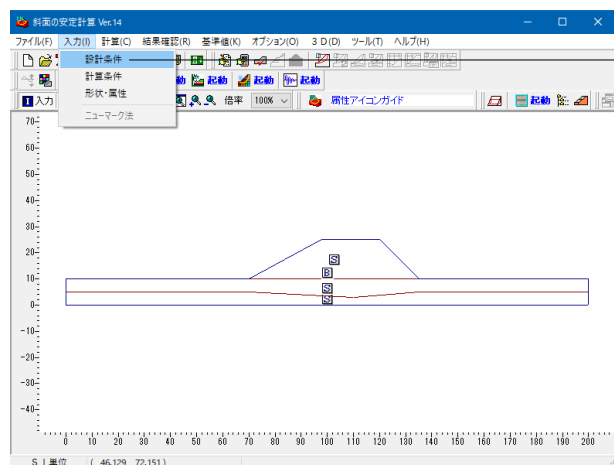 斜面の安定計算 Ver.14
ファイル(F) 入力(I) 計算(C) 結果確認(R) 基準値(K) オプション(O) 3 D(D) ツール(T) ヘルプ(H)
設計条件
計算条件
形状・属性
ニューマーク法
動 起動 起動 起動
入力 倍率 100% 属性アイコンガイド 起動
70
60
50
40
30
20
10
0
-10
-20
-30
-40
S
B
S
S
0 10 20 30 40 50 60 70 80 90 100 110 120 130 140 150 160 170 180 190 200
S I 単位 ( 46.129, 72.151)